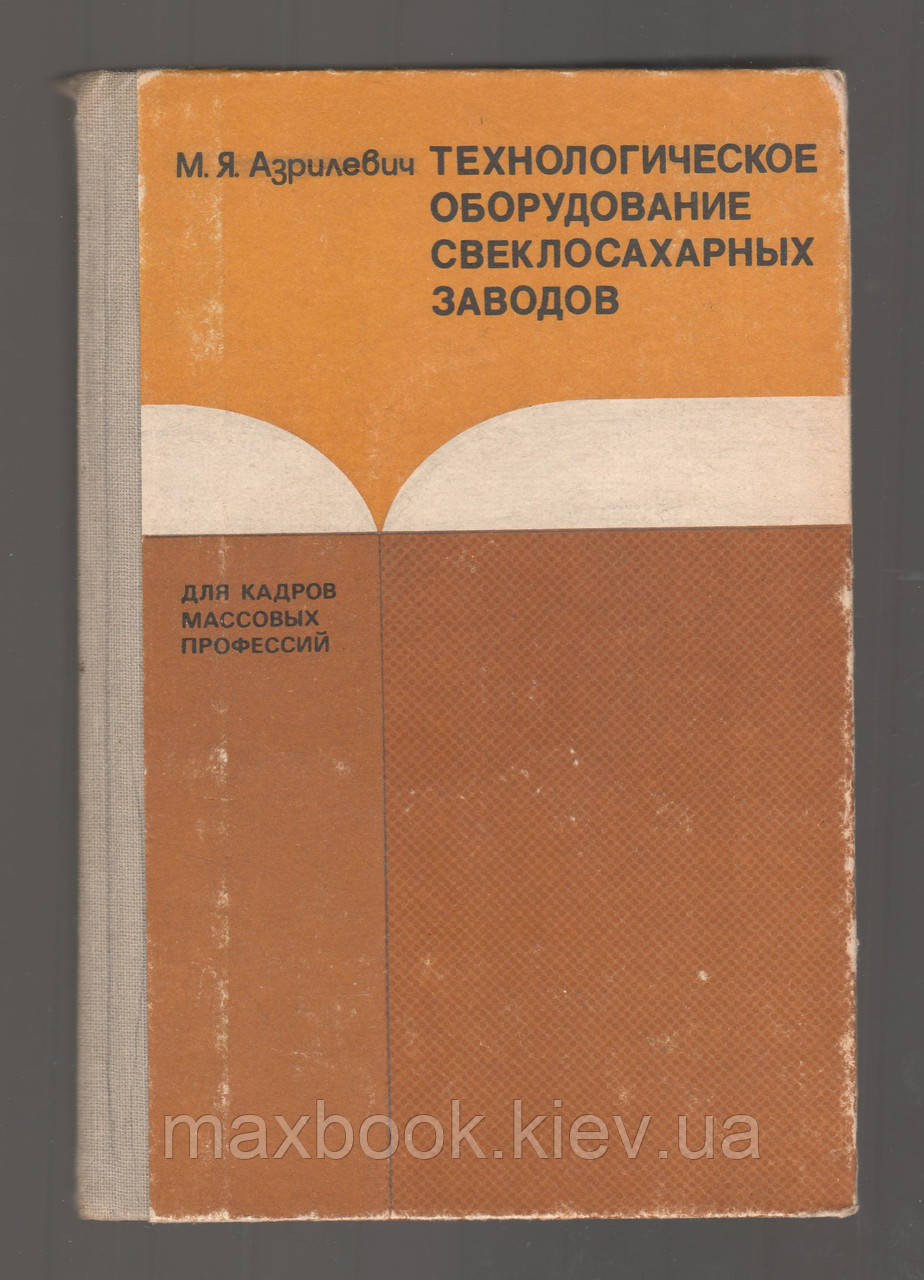 М. Я. Азрилевич
ТЕХНОЛОГИЧЕСКОЕ
ОБОРУДОВАНИЕ
СВЕКЛОСАХАРНЫХ
ЗАВОДОВ
ДЛЯ КАДРОВ
МАССОВЫХ
ПРОФЕССИЙ
maxbook.kiev.ua